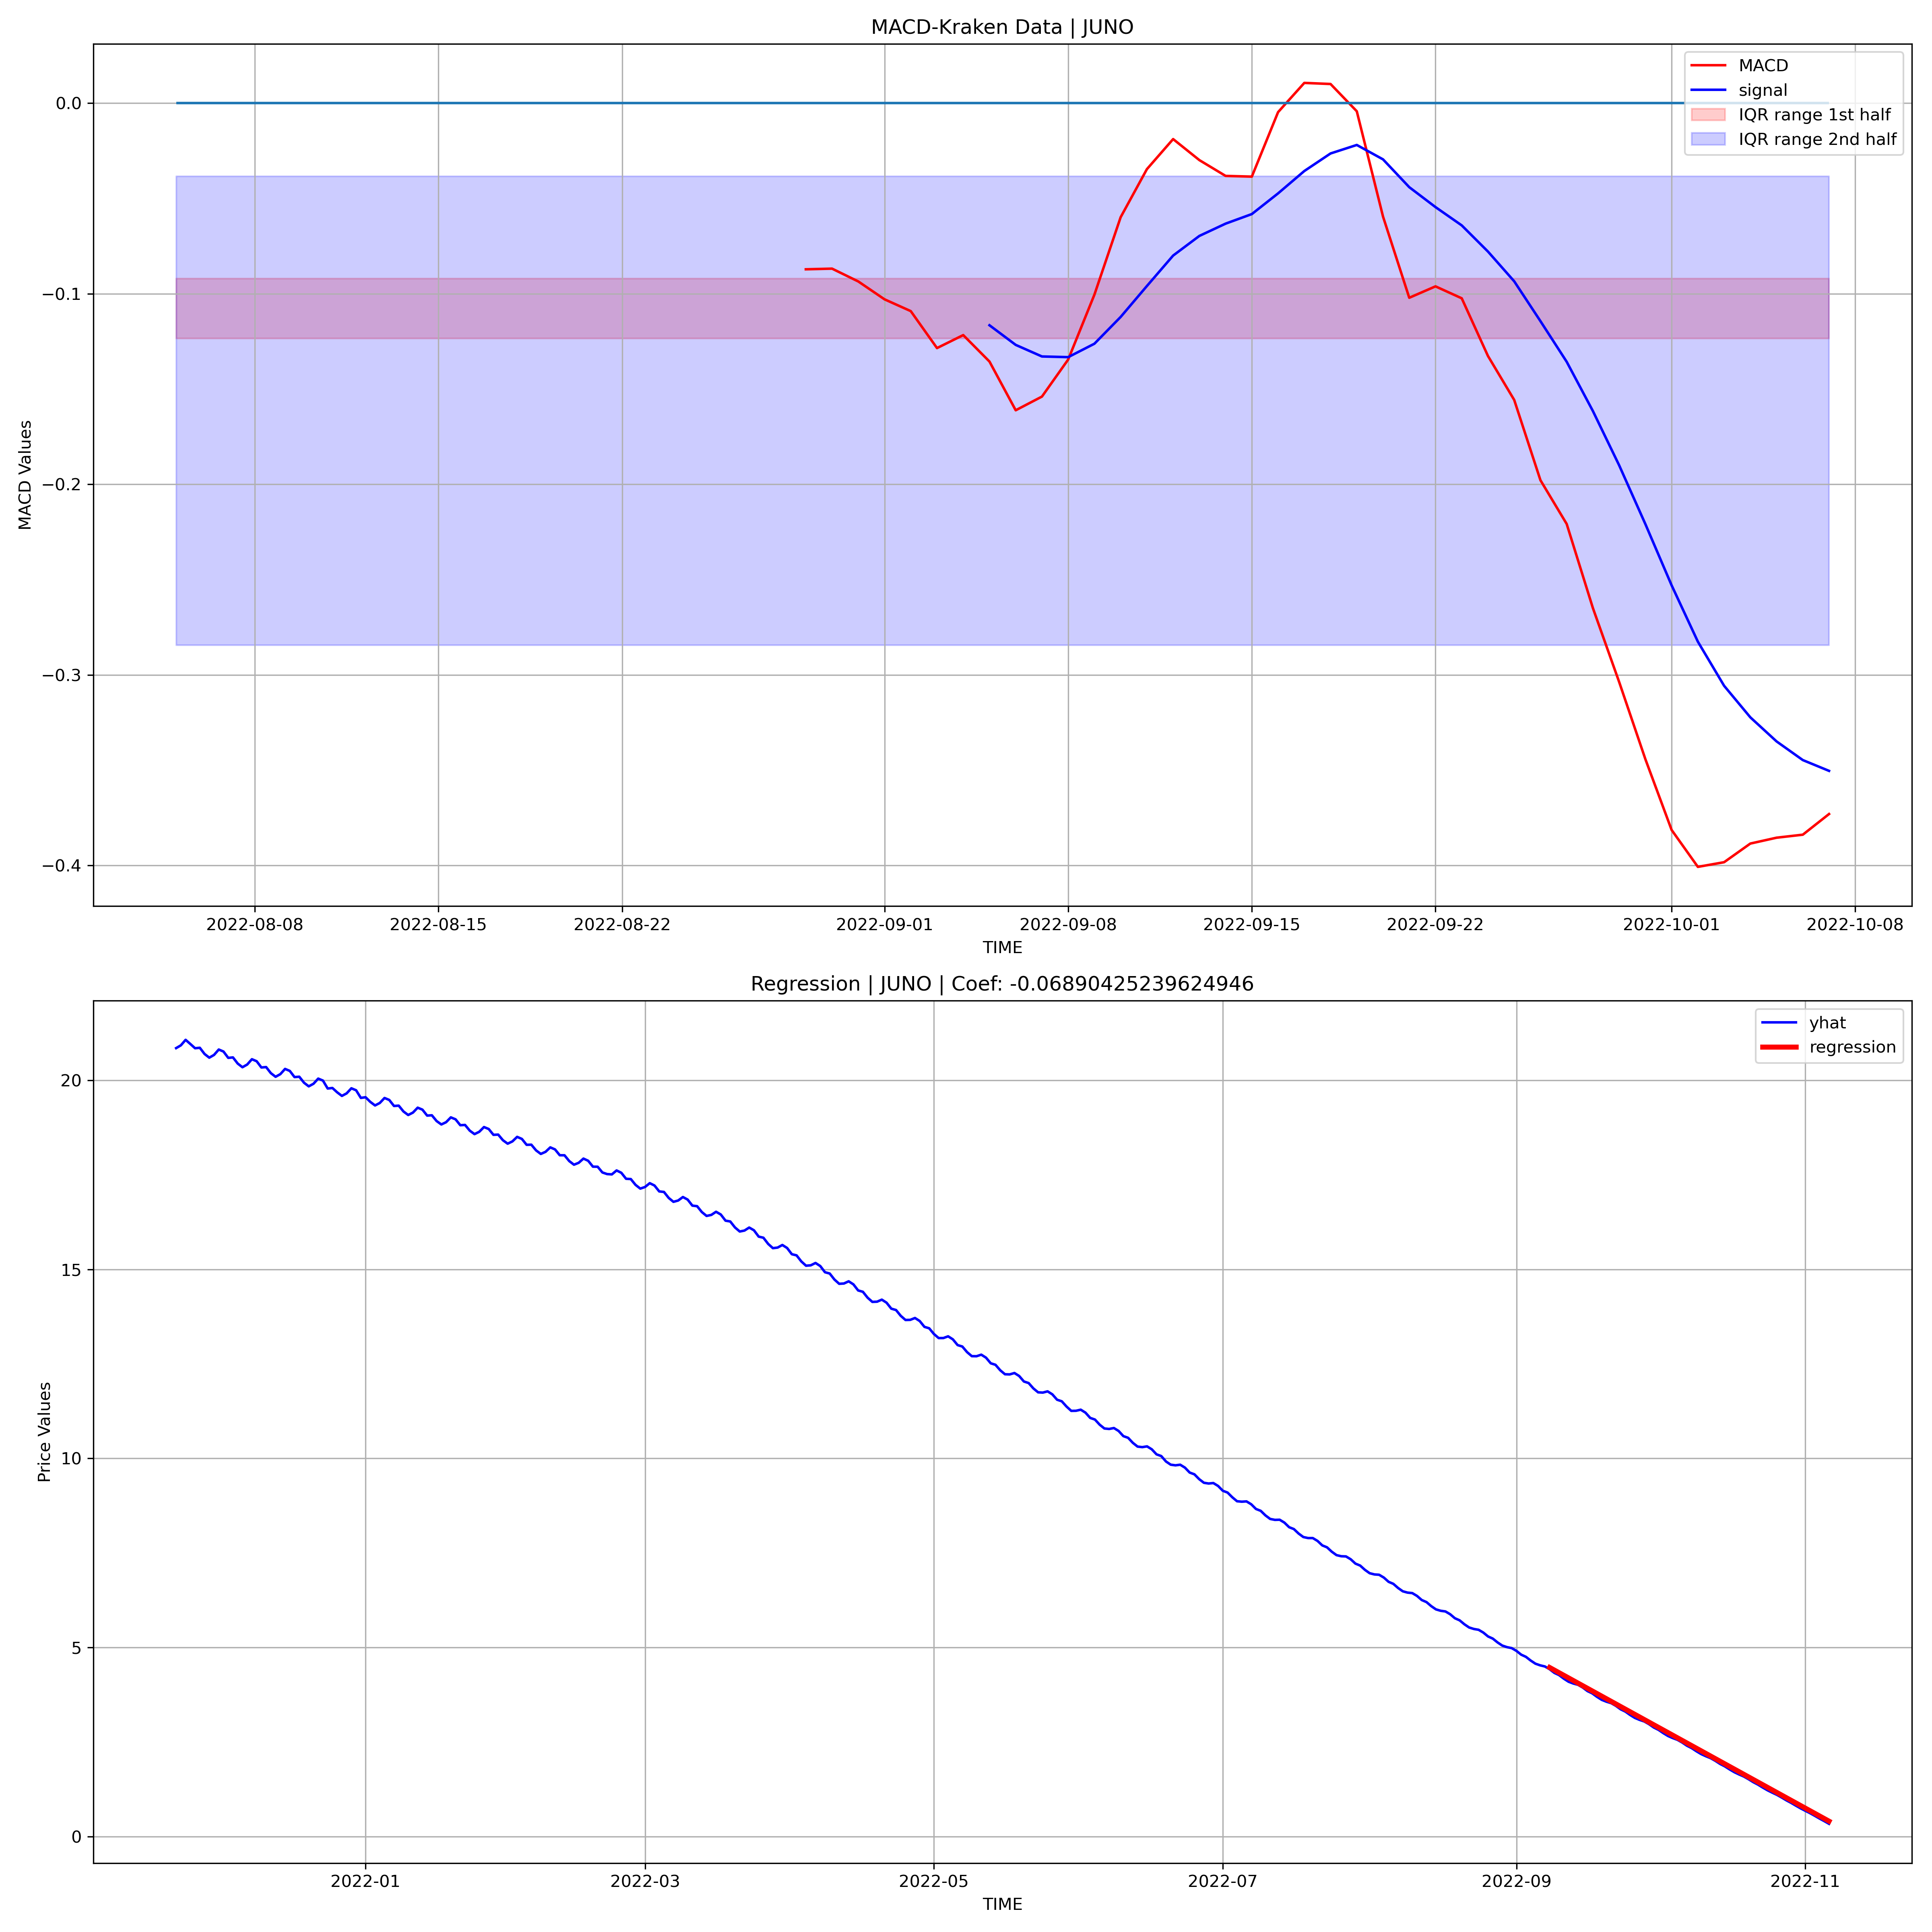 MACD-Kraken Data | JUNO
MACD
signal
IQR range 1st half
IQR range 2nd half
MACD Values
0.0
−0.1
−0.2
−0.3
−0.4
2022-08-08 2022-08-15 2022-08-22 2022-09-01 2022-09-08 2022-09-15 2022-09-22 2022-10-01 2022-10-08
TIME
Regression | JUNO | Coef: -0.06890425239624946
yhat
regression
Price Values
20
15
10
5
0
2022-01 2022-03 2022-05 2022-07 2022-09 2022-11
TIME